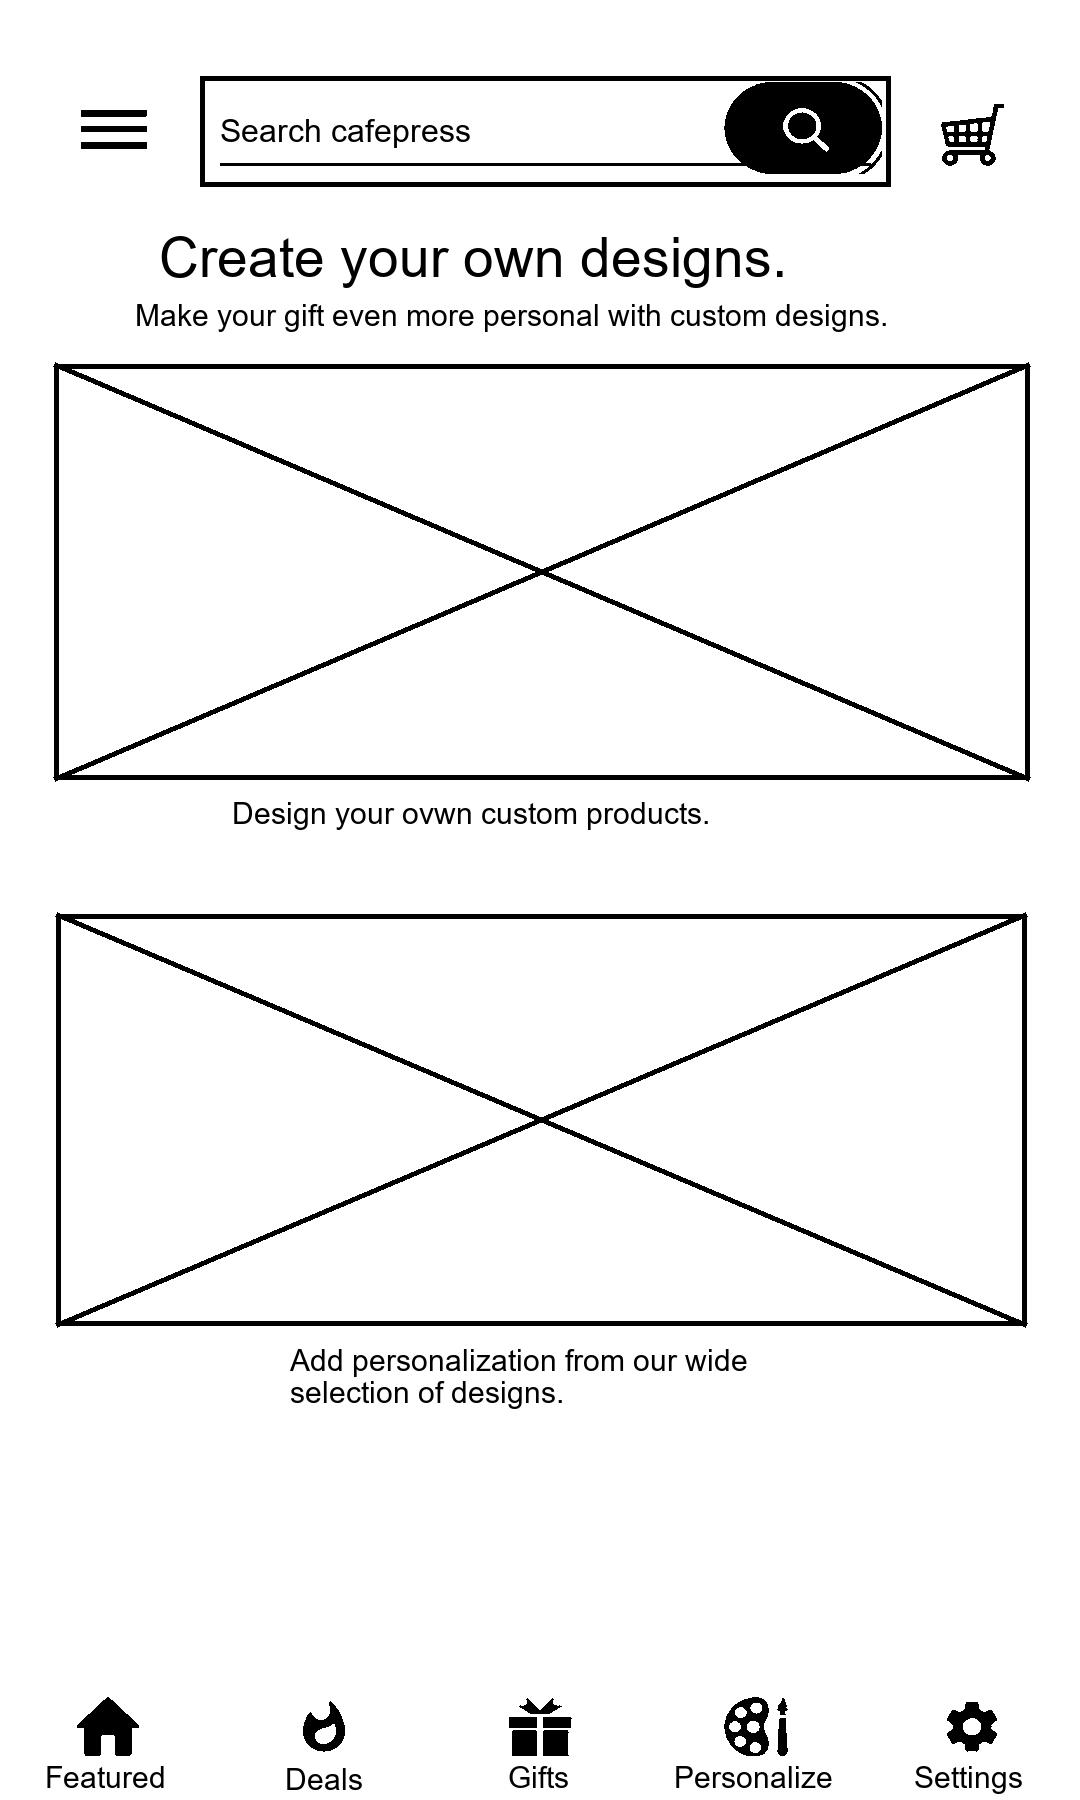 Search cafepress
Create your own designs.
Make your gift even more personal with custom designs.
Design your ovwn custom products.
Add personalization from our wide
selection of designs.
Featured
Deals
Gifts
Personalize
Settings